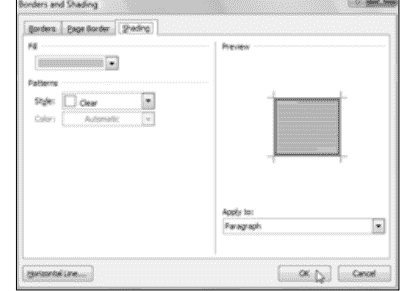 Borders and Shading
Borders Page Border Shading
Fill
Patterns
Style: Clear
Color: Automatic
Preview
Apply to:
Paragraph
Horizontal Line... OK Cancel